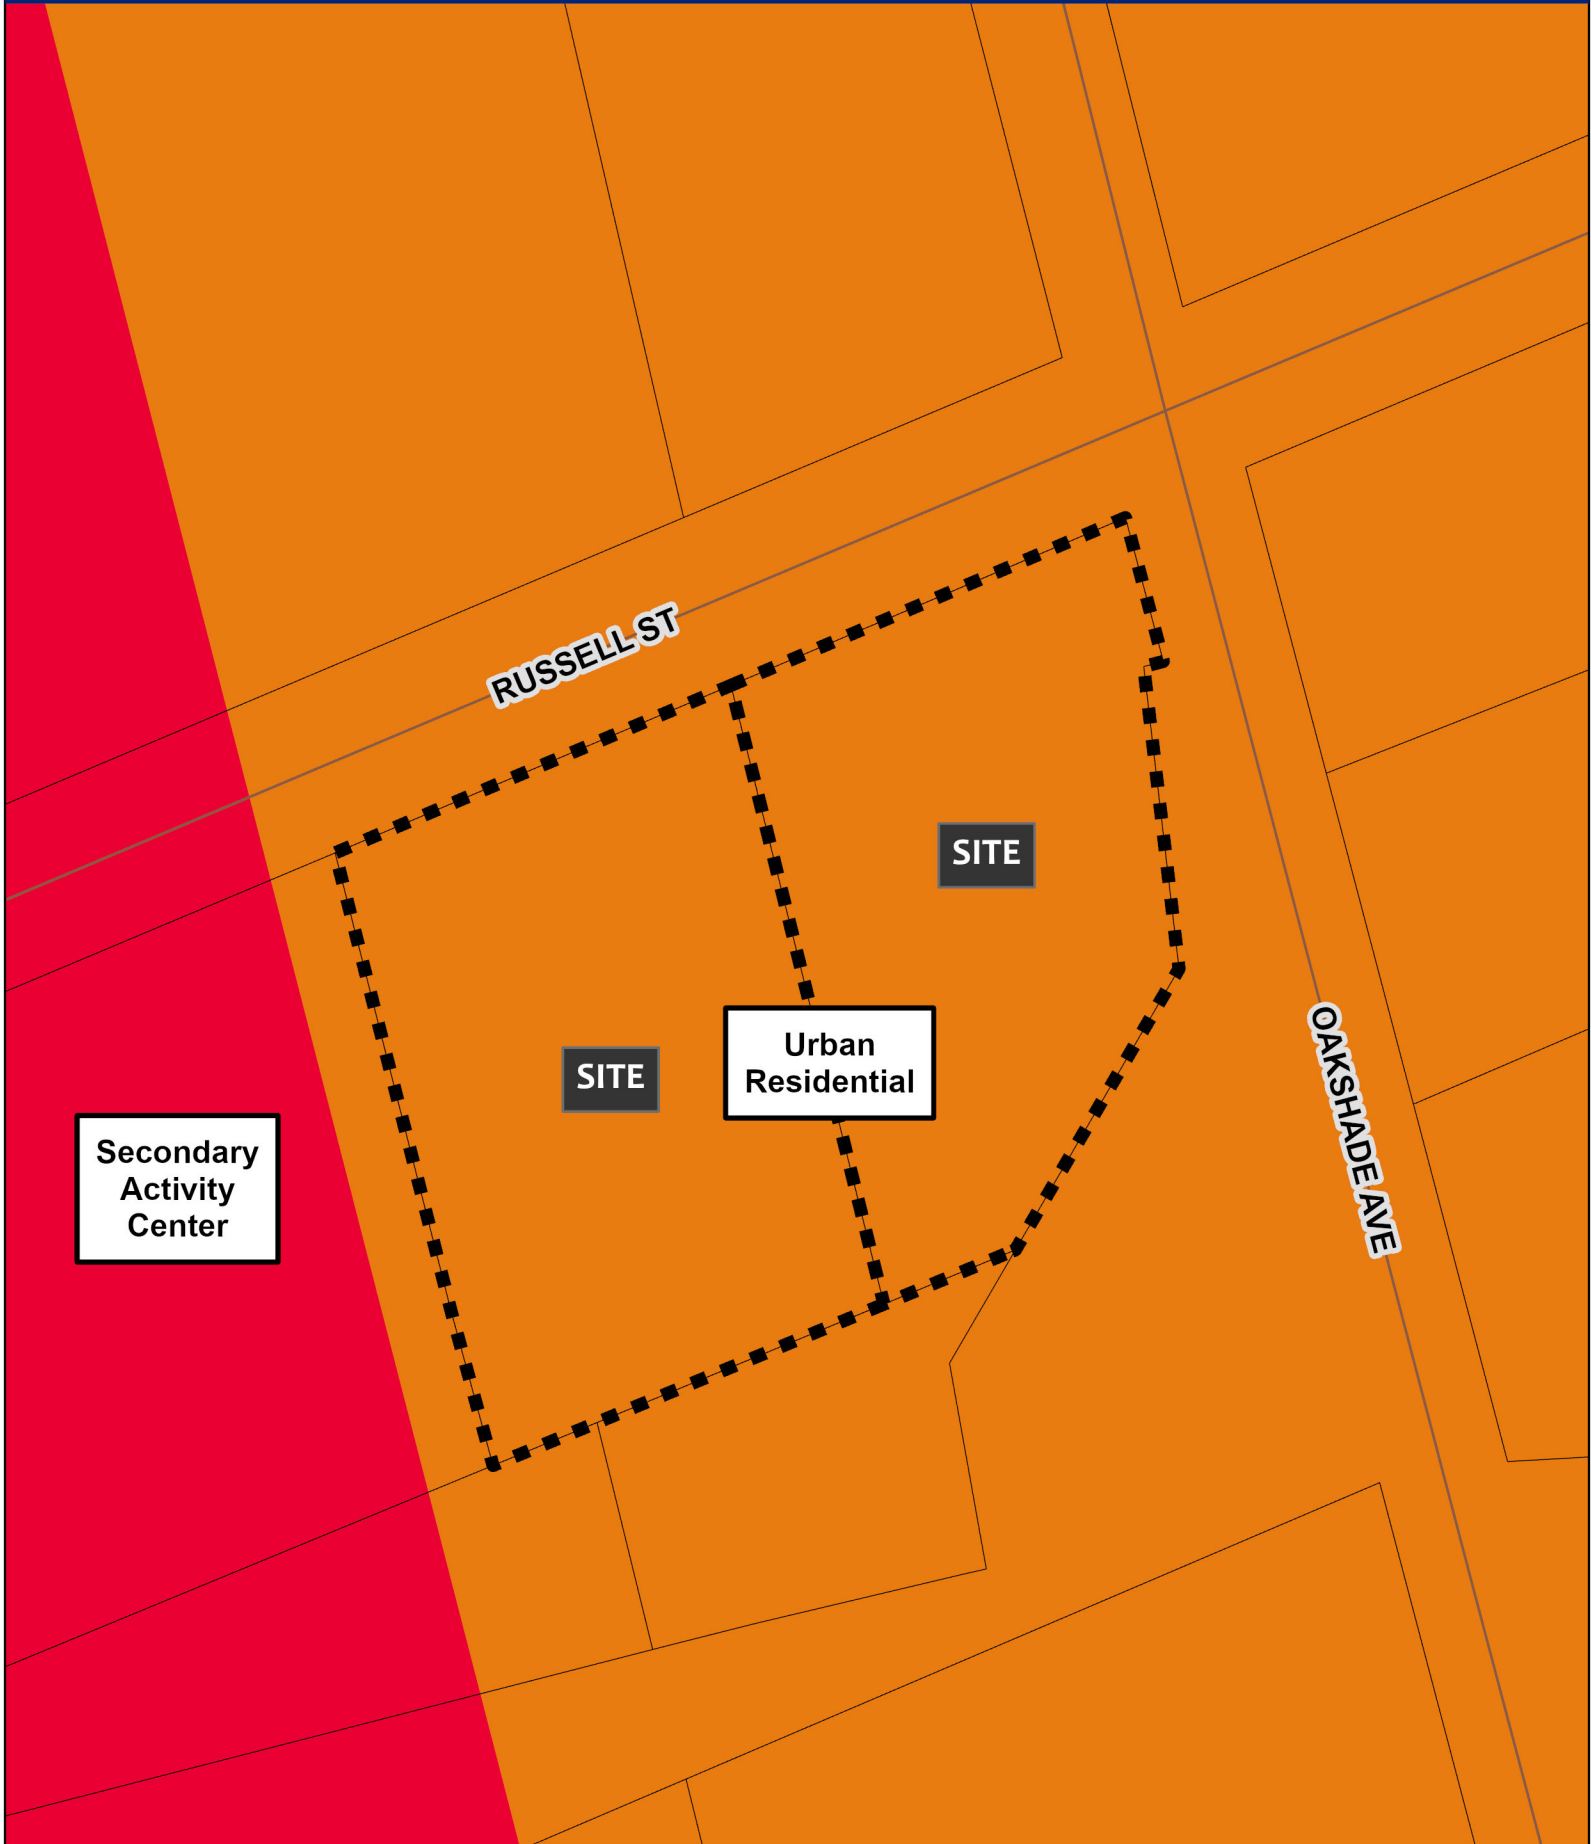 RUSSELL ST
SITE
OAKSHADE AVE
Urban
Residential
SITE
Secondary
Activity
Center